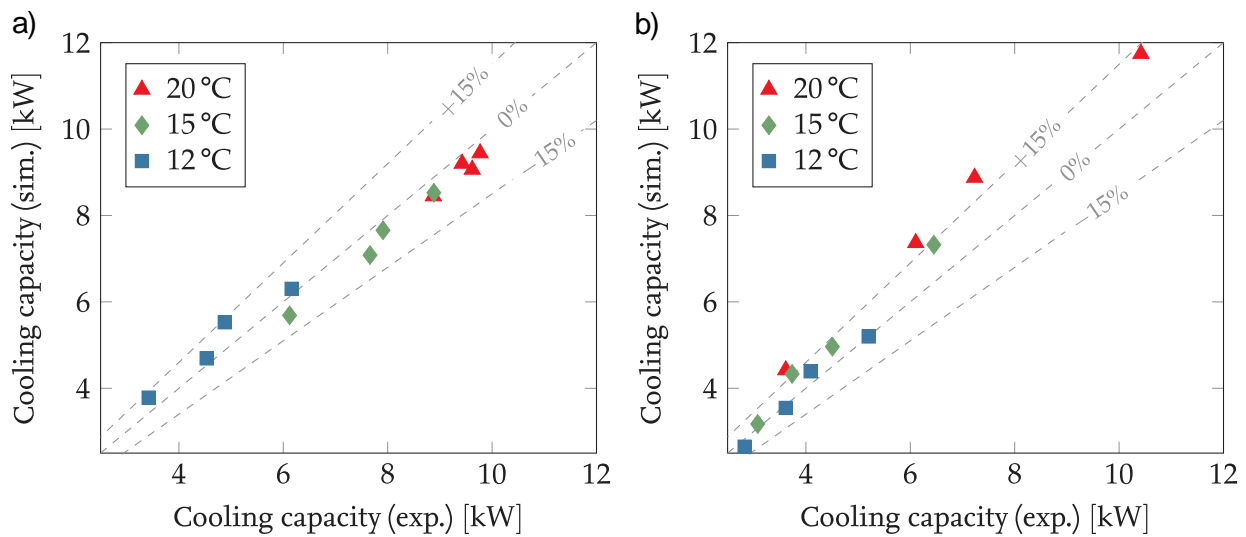 a)
12
10
8
6
4
4 6 8 10 12
Cooling capacity (sim.) [kW]
Cooling capacity (exp.) [kW]
20 °C
15 °C
12 °C
+15%
0%
−15%
b)
12
10
8
6
4
4 6 8 10 12
Cooling capacity (sim.) [kW]
Cooling capacity (exp.) [kW]
20 °C
15 °C
12 °C
+15%
0%
−15%